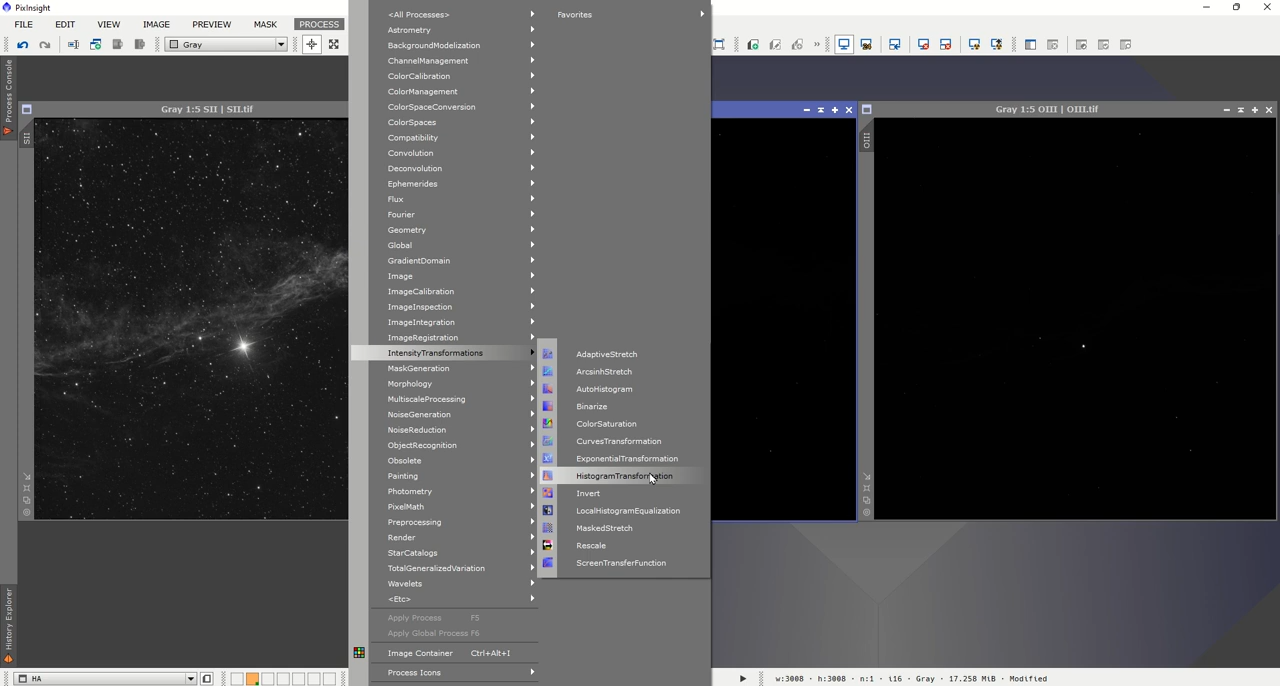 PixInsight
FILE EDIT VIEW IMAGE PREVIEW MASK PROCESS
Gray
»
Process Console
History Explorer
Gray 1:5 SII | SII.tif
SII
<All Processes>
Astrometry
BackgroundModelization
ChannelManagement
ColorCalibration
ColorManagement
ColorSpaceConversion
ColorSpaces
Compatibility
Convolution
Deconvolution
Ephemerides
Flux
Fourier
Geometry
Global
GradientDomain
Image
ImageCalibration
ImageInspection
ImageIntegration
ImageRegistration
IntensityTransformations
MaskGeneration
Morphology
MultiscaleProcessing
NoiseGeneration
NoiseReduction
ObjectRecognition
Obsolete
Painting
Photometry
PixelMath
Preprocessing
Render
StarCatalogs
TotalGeneralizedVariation
Wavelets
<Etc>
Apply Process F5
Apply Global Process F6
Image Container Ctrl+Alt+I
Process Icons
Favorites
AdaptiveStretch
ArcsinhStretch
AutoHistogram
Binarize
ColorSaturation
CurvesTransformation
ExponentialTransformation
HistogramTransformation
Invert
LocalHistogramEqualization
MaskedStretch
Rescale
ScreenTransferFunction
Gray 1:5 OIII | OIII.tif
OIII
HA
w:3008 · h:3008 · n:1 · i16 · Gray · 17.258 MiB · Modified